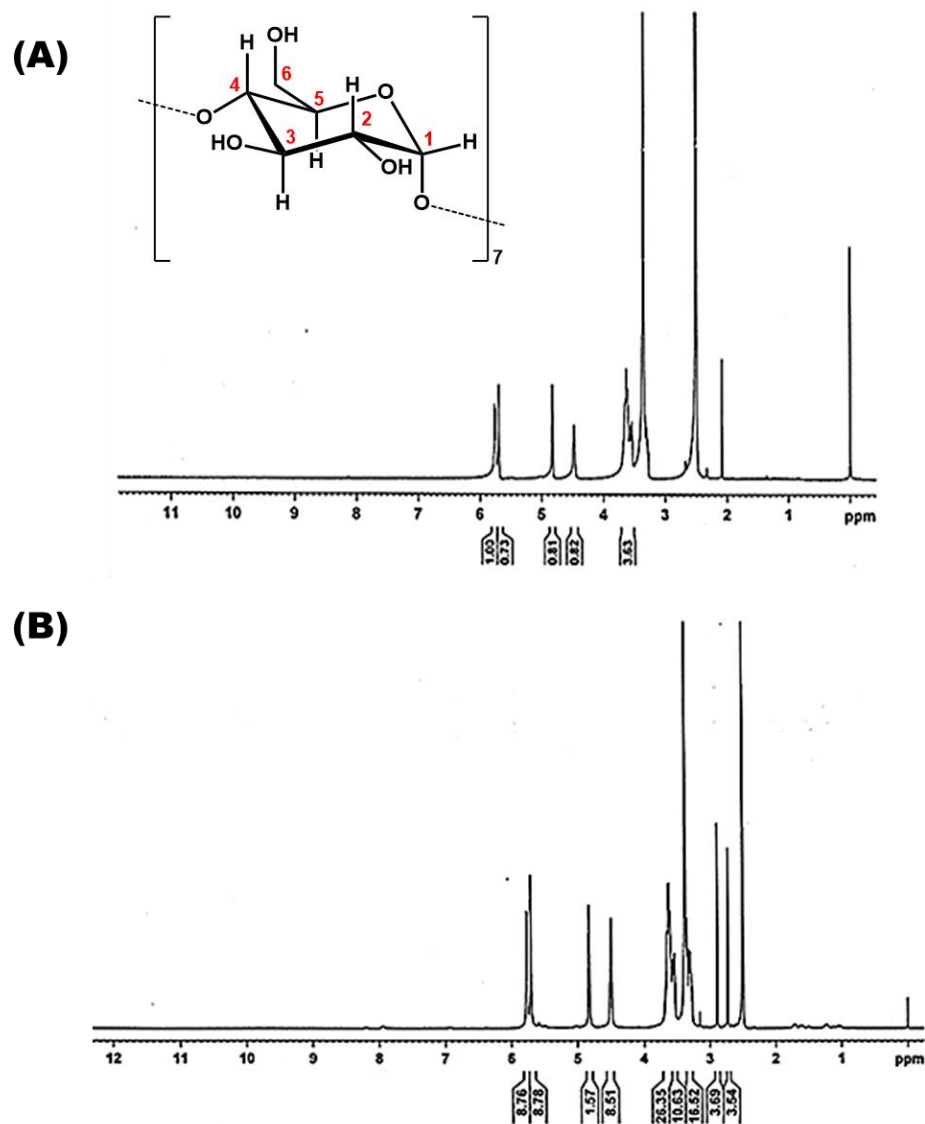 (A)
H
OH
6
H
O
4
5
2
1
H
O
HO
3
H
OH
H
O
7
11 10 9 8 7 6 5 4 3 2 1 ppm
1.00 0.73 0.81 0.82 3.63
(B)
12 11 10 9 8 7 6 5 4 3 2 1 ppm
8.76 8.78 1.57 8.51 26.35 10.63 16.52 3.69 3.54